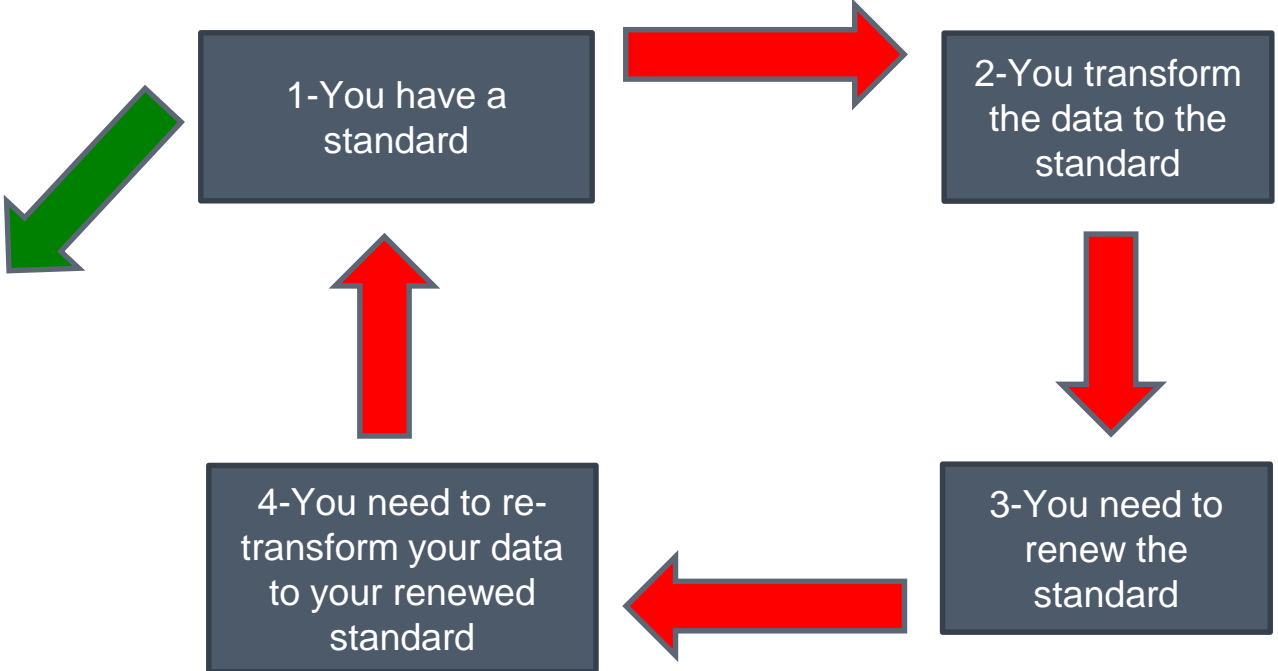 1-You have a
standard
2-You transform
the data to the
standard
3-You need to
renew the
standard
4-You need to re-
transform your data
to your renewed
standard